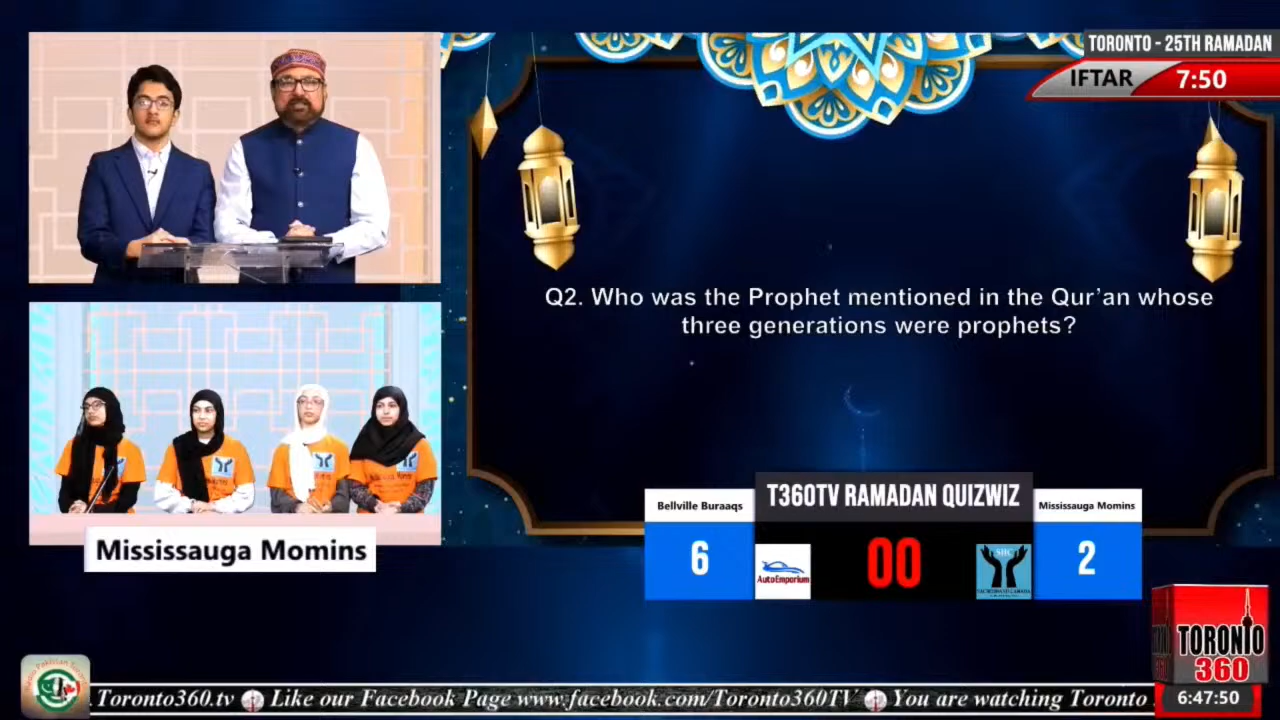 TORONTO - 25TH RAMADAN
IFTAR 7:50
Q2. Who was the Prophet mentioned in the Qur’an whose
three generations were prophets?
Mississauga Momins
T360TV RAMADAN QUIZWIZ
Bellville Buraaqs
Mississauga Momins
6
00
2
AutoEmporium
SHC
TORONTO
360
6:47:50
Toronto360.tv Like our Facebook Page www.facebook.com/Toronto360TV You are watching Toronto